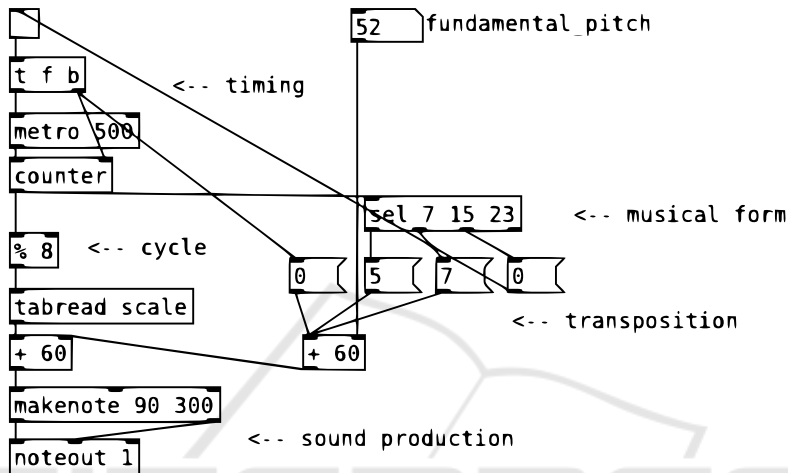 52 fundamental_pitch
t f b
<-- timing
metro 500
counter
sel 7 15 23
<-- musical form
% 8
<-- cycle
0
5
7
0
tabread scale
<-- transposition
+ 60
+ 60
makenote 90 300
<-- sound production
noteout 1